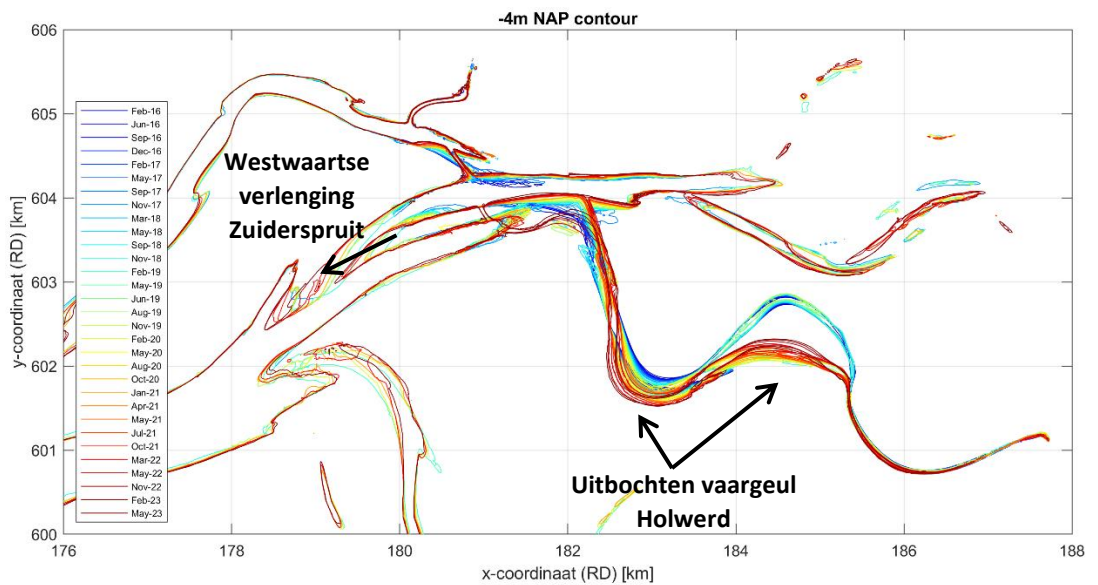 -4m NAP contour
606
605
604
603
602
601
600
y-coordinaat (RD) [km]
Feb-16
Jun-16
Sep-16
Dec-16
Feb-17
May-17
Sep-17
Nov-17
Mar-18
May-18
Sep-18
Nov-18
Feb-19
May-19
Jun-19
Aug-19
Nov-19
Feb-20
May-20
Aug-20
Oct-20
Jan-21
Apr-21
May-21
Jul-21
Oct-21
Mar-22
May-22
Nov-22
Feb-23
May-23
Westwaartse
verlenging
Zuiderspruit
Uitbochten vaargeul
Holwerd
176 178 180 182 184 186 188
x-coordinaat (RD) [km]